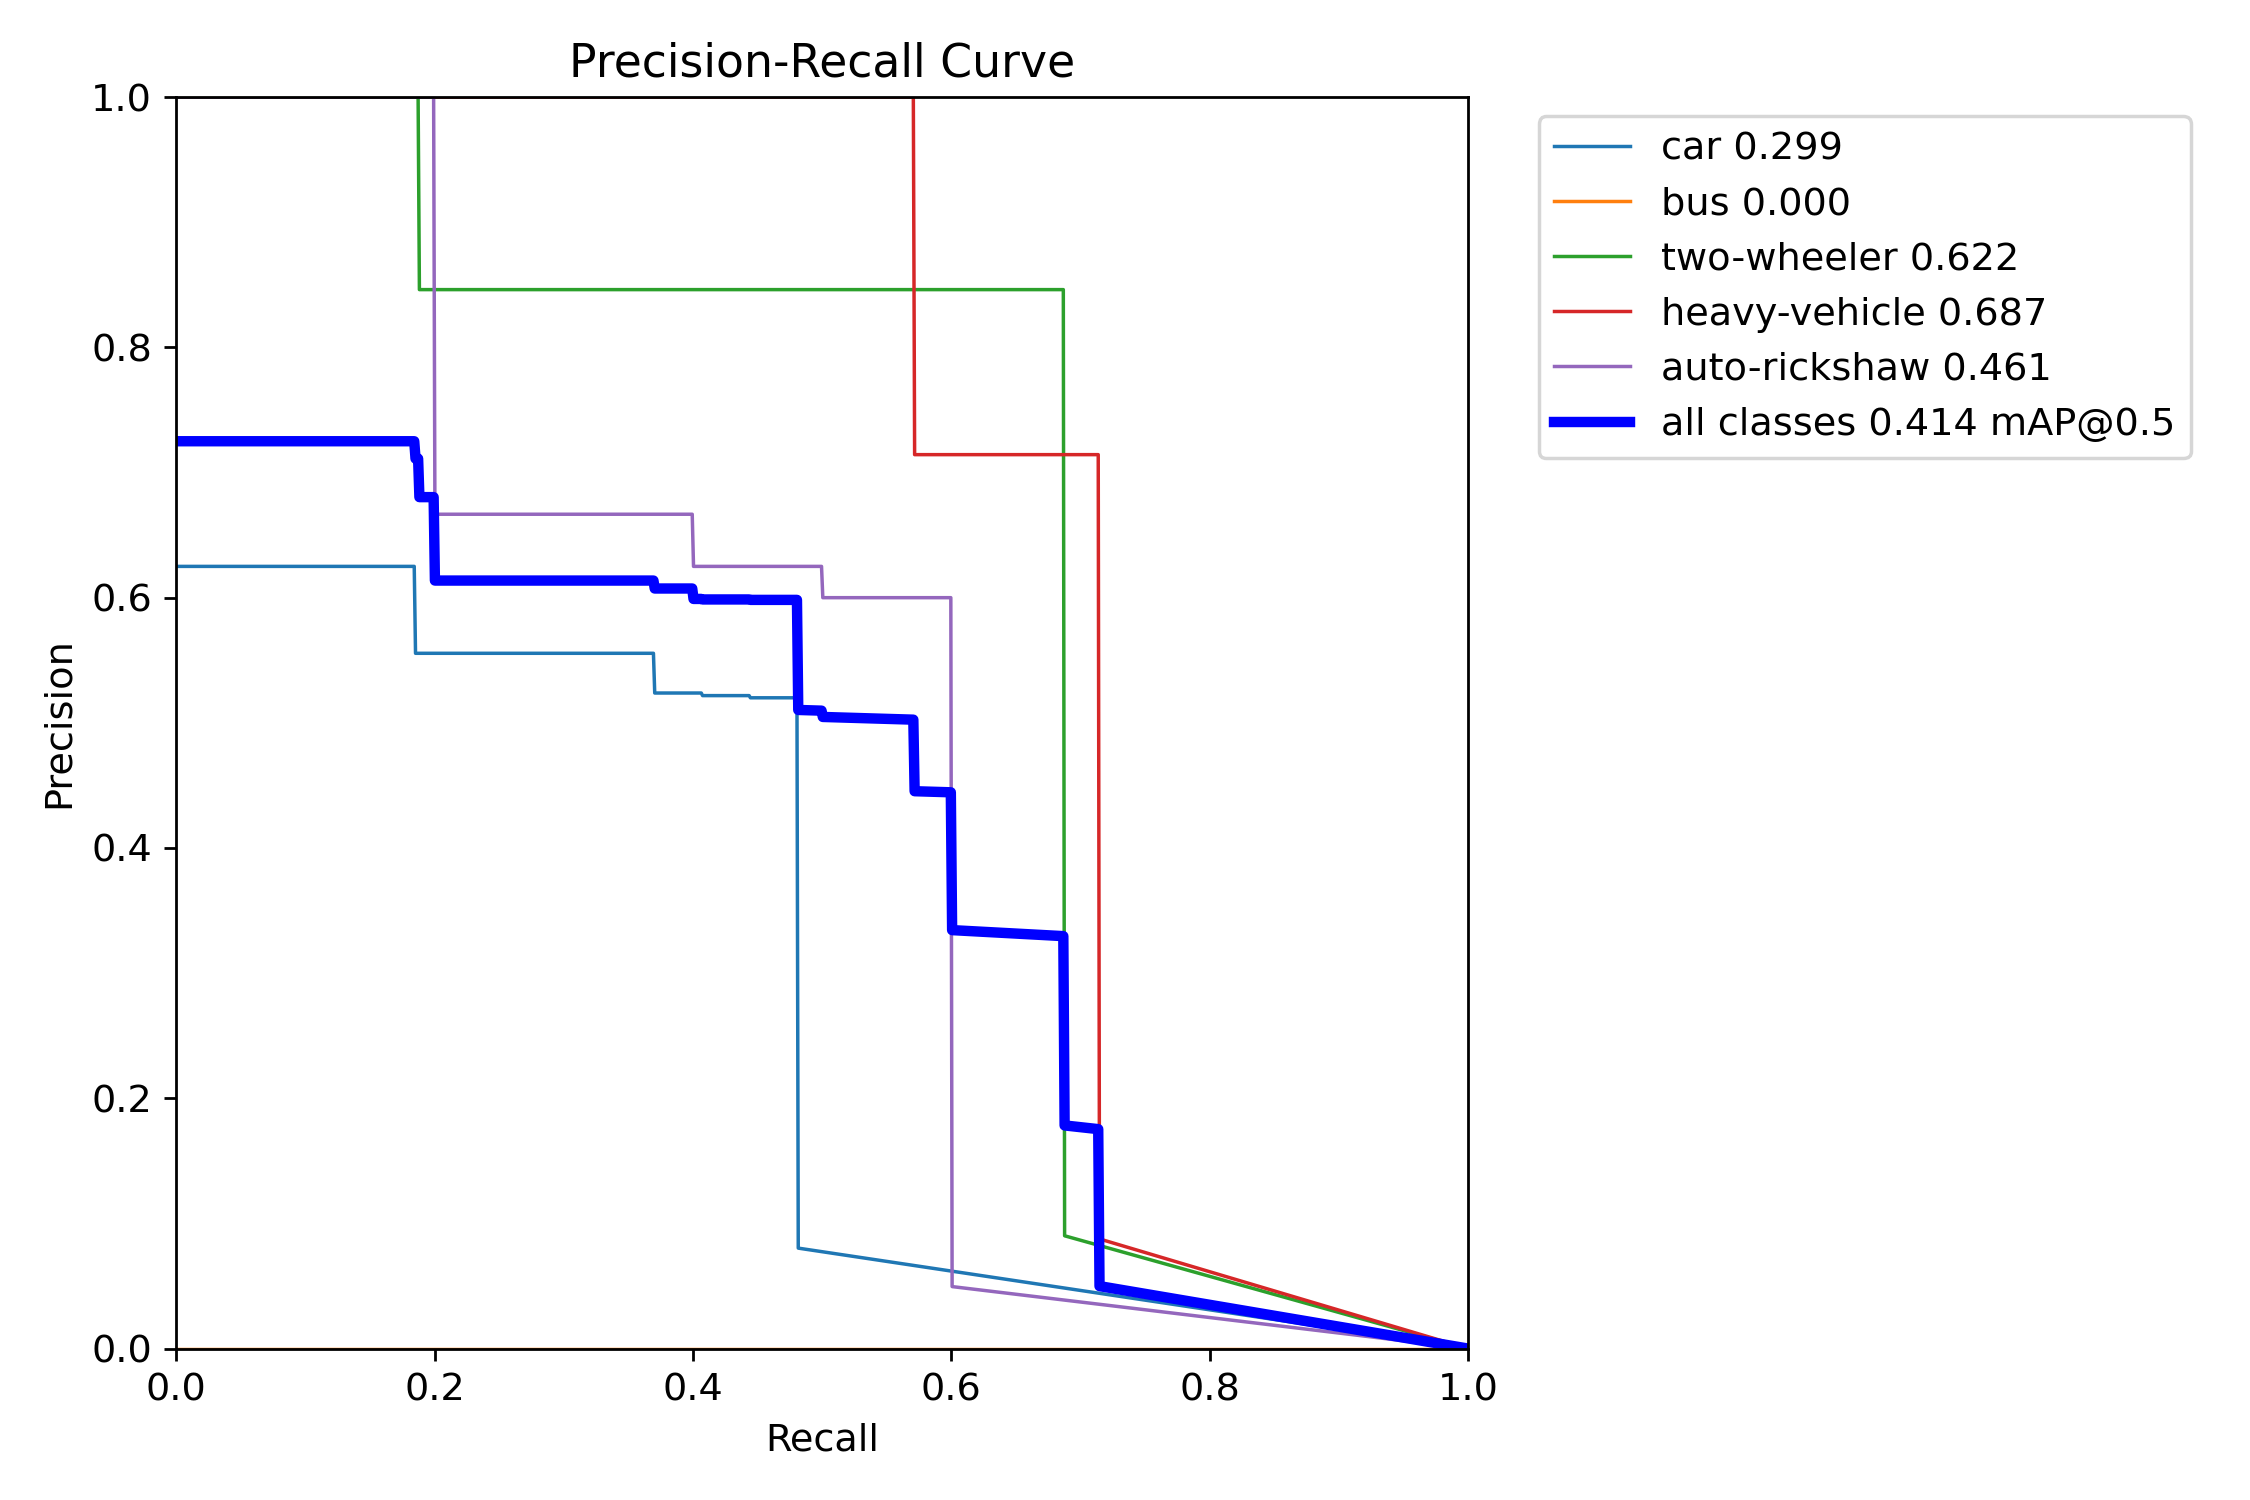 Precision-Recall Curve
1.0
0.8
0.6
0.4
0.2
0.0
Precision
0.0 0.2 0.4 0.6 0.8 1.0
Recall
car 0.299
bus 0.000
two-wheeler 0.622
heavy-vehicle 0.687
auto-rickshaw 0.461
all classes 0.414 mAP@0.5